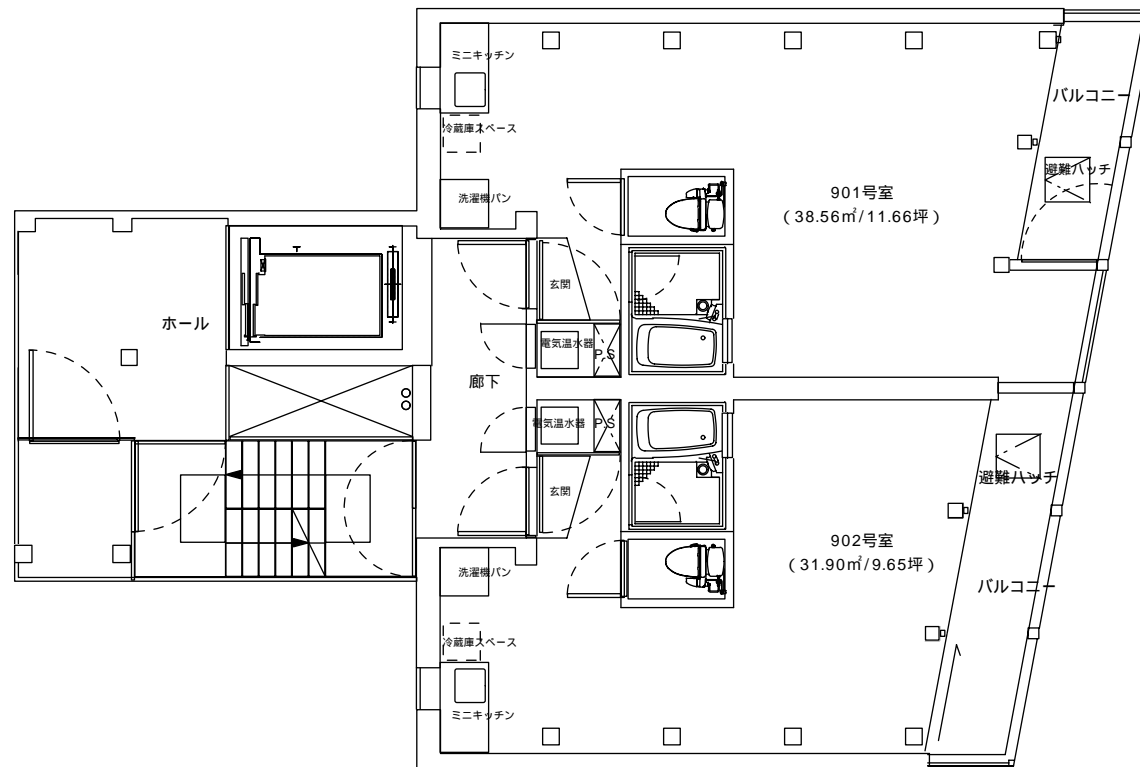 ミニキッチン
冷蔵庫スペース
洗濯機パン
バルコニー
避難ハッチ
901号室
(38.56㎡/11.66坪)
玄関
ホール
電気温水器
P.S
廊下
電気温水器
P.S
玄関
避難ハッチ
902号室
(31.90㎡/9.65坪)
バルコニー
洗濯機パン
冷蔵庫スペース
ミニキッチン